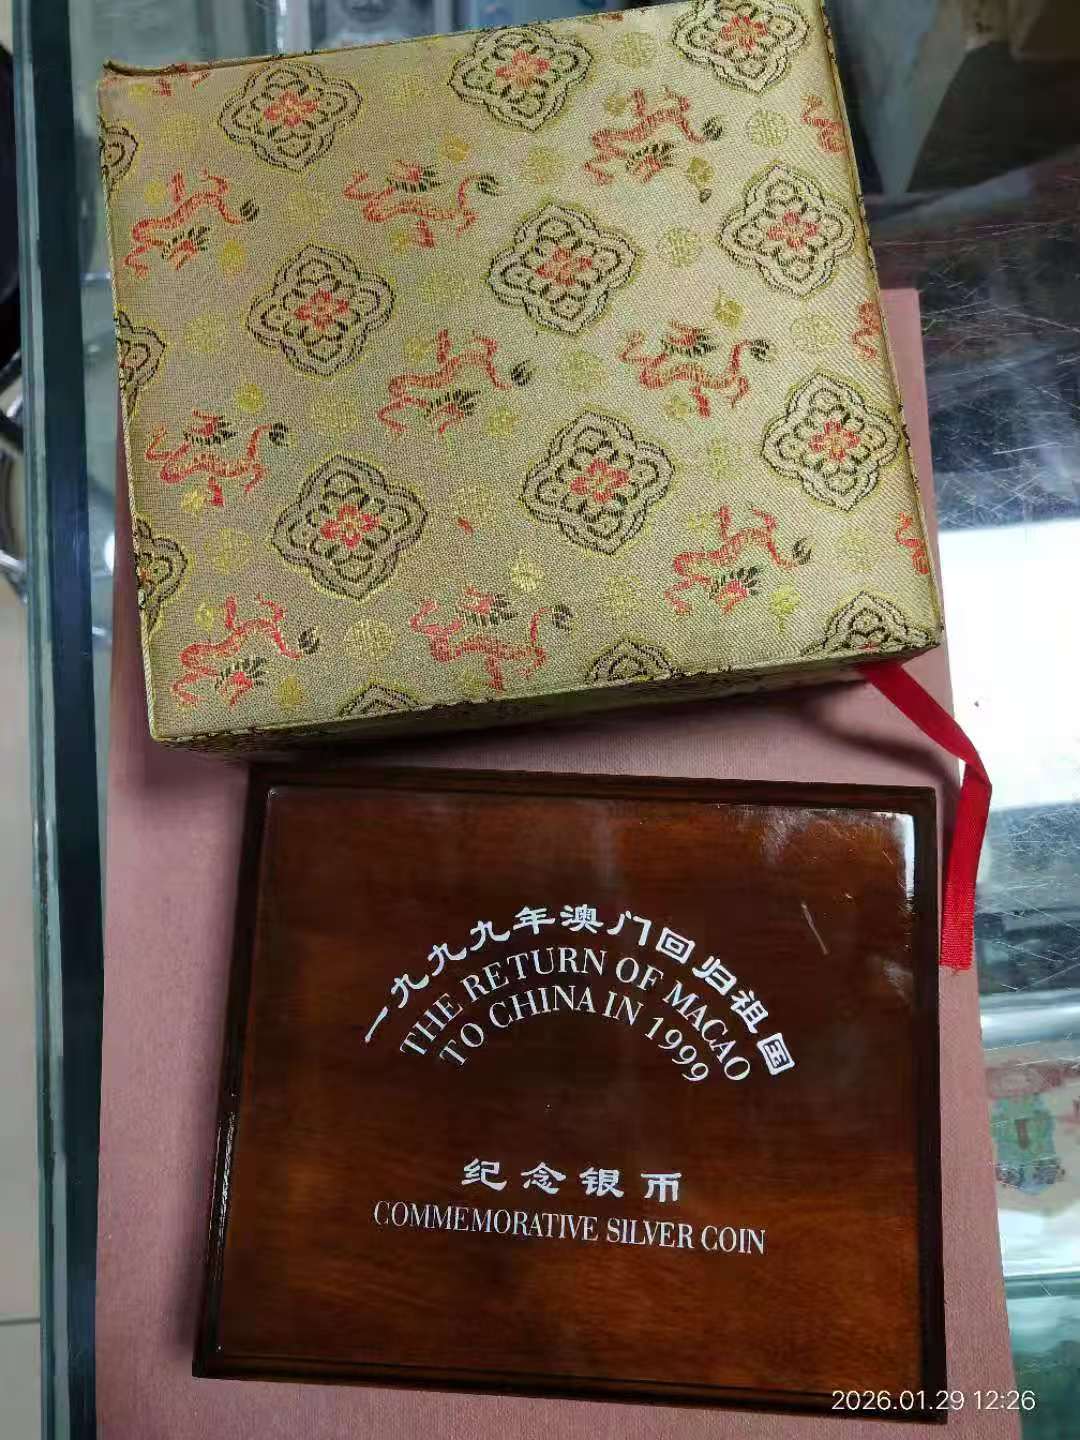 一九九九年澳门回归祖国
THE RETURN OF MACAO
TO CHINA IN 1999
纪念银币
COMMEMORATIVE SILVER COIN
2026.01.29 12:26